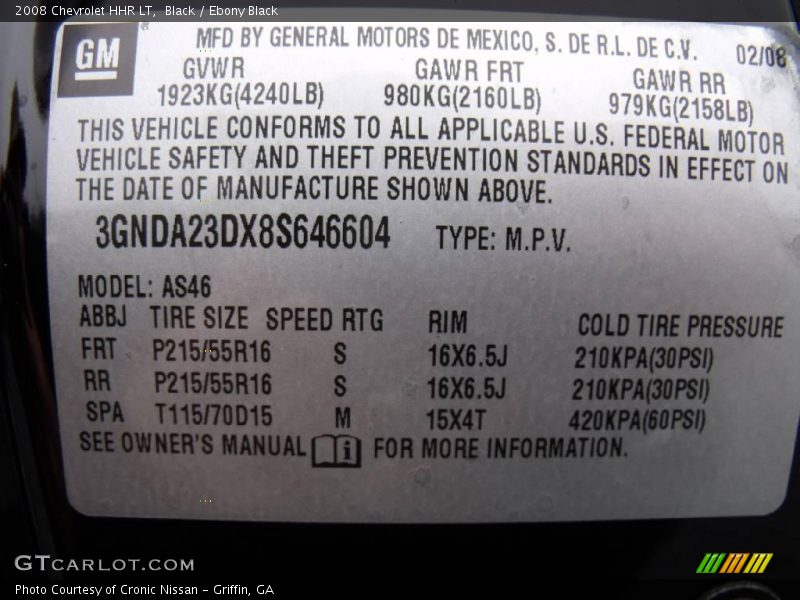 2008 Chevrolet HHR LT,  Black / Ebony Black
GM
MFD BY GENERAL MOTORS DE MEXICO, S. DE R.L. DE C.V. 02/08
GVWR GAWR FRT GAWR RR
1923KG(4240LB) 980KG(2160LB) 979KG(2158LB)
THIS VEHICLE CONFORMS TO ALL APPLICABLE U.S. FEDERAL MOTOR
VEHICLE SAFETY AND THEFT PREVENTION STANDARDS IN EFFECT ON
THE DATE OF MANUFACTURE SHOWN ABOVE.
3GNDA23DX8S646604 TYPE: M.P.V.
MODEL: AS46
ABBJ TIRE SIZE SPEED RTG RIM COLD TIRE PRESSURE
FRT P215/55R16 S 16X6.5J 210KPA(30PSI)
RR P215/55R16 S 16X6.5J 210KPA(30PSI)
SPA T115/70D15 M 15X4T 420KPA(60PSI)
SEE OWNER'S MANUAL i FOR MORE INFORMATION.
GTCARLOT.COM
Photo Courtesy of Cronic Nissan - Griffin, GA